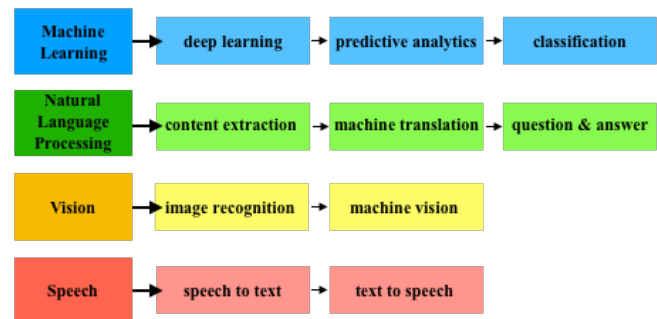 Machine
Learning
deep learning
predictive analytics
classification
Natural
Language
Processing
content extraction
machine translation
question & answer
Vision
image recognition
machine vision
Speech
speech to text
text to speech